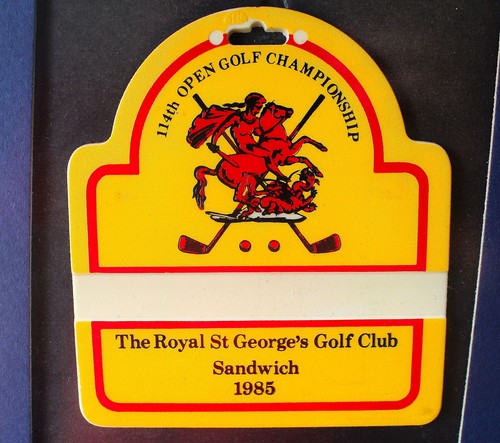 114th OPEN GOLF CHAMPIONSHIP
The Royal St George's Golf Club
Sandwich
1985